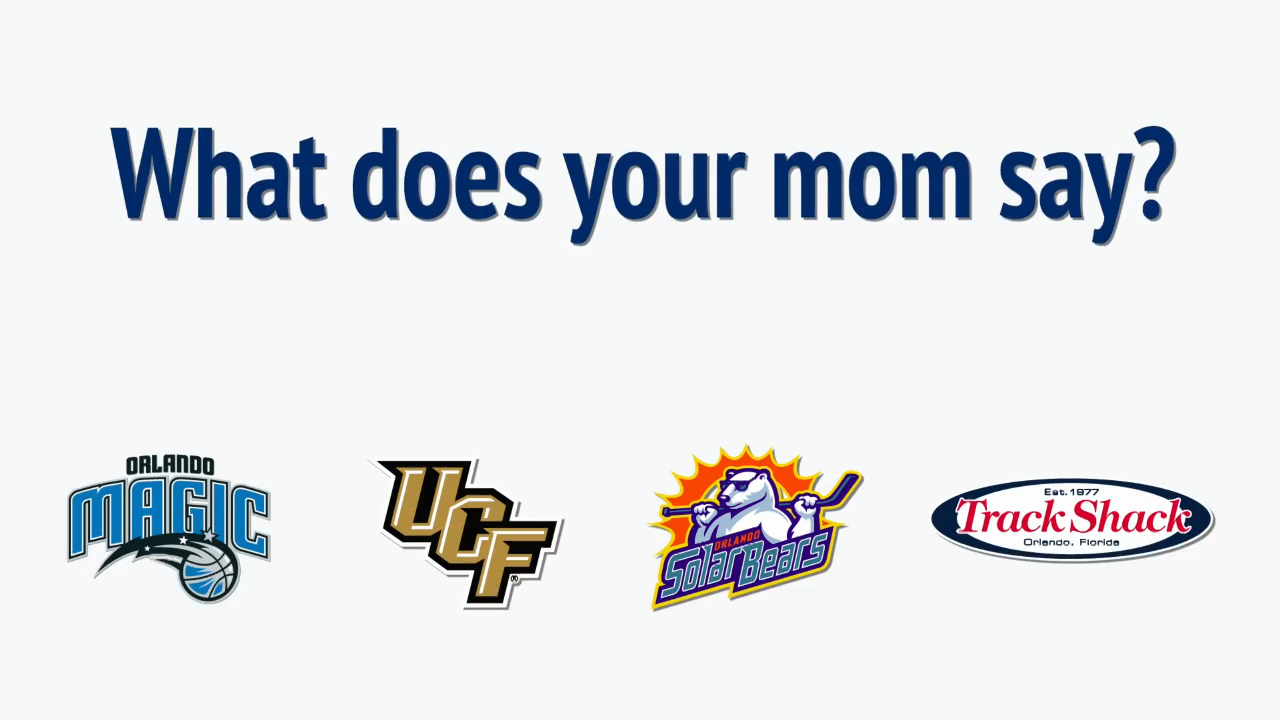 What does your mom say?
ORLANDO
MAGIC
UCF
®
ORLANDO
SolarBears
Est. 1977
Track Shack
Orlando, Florida